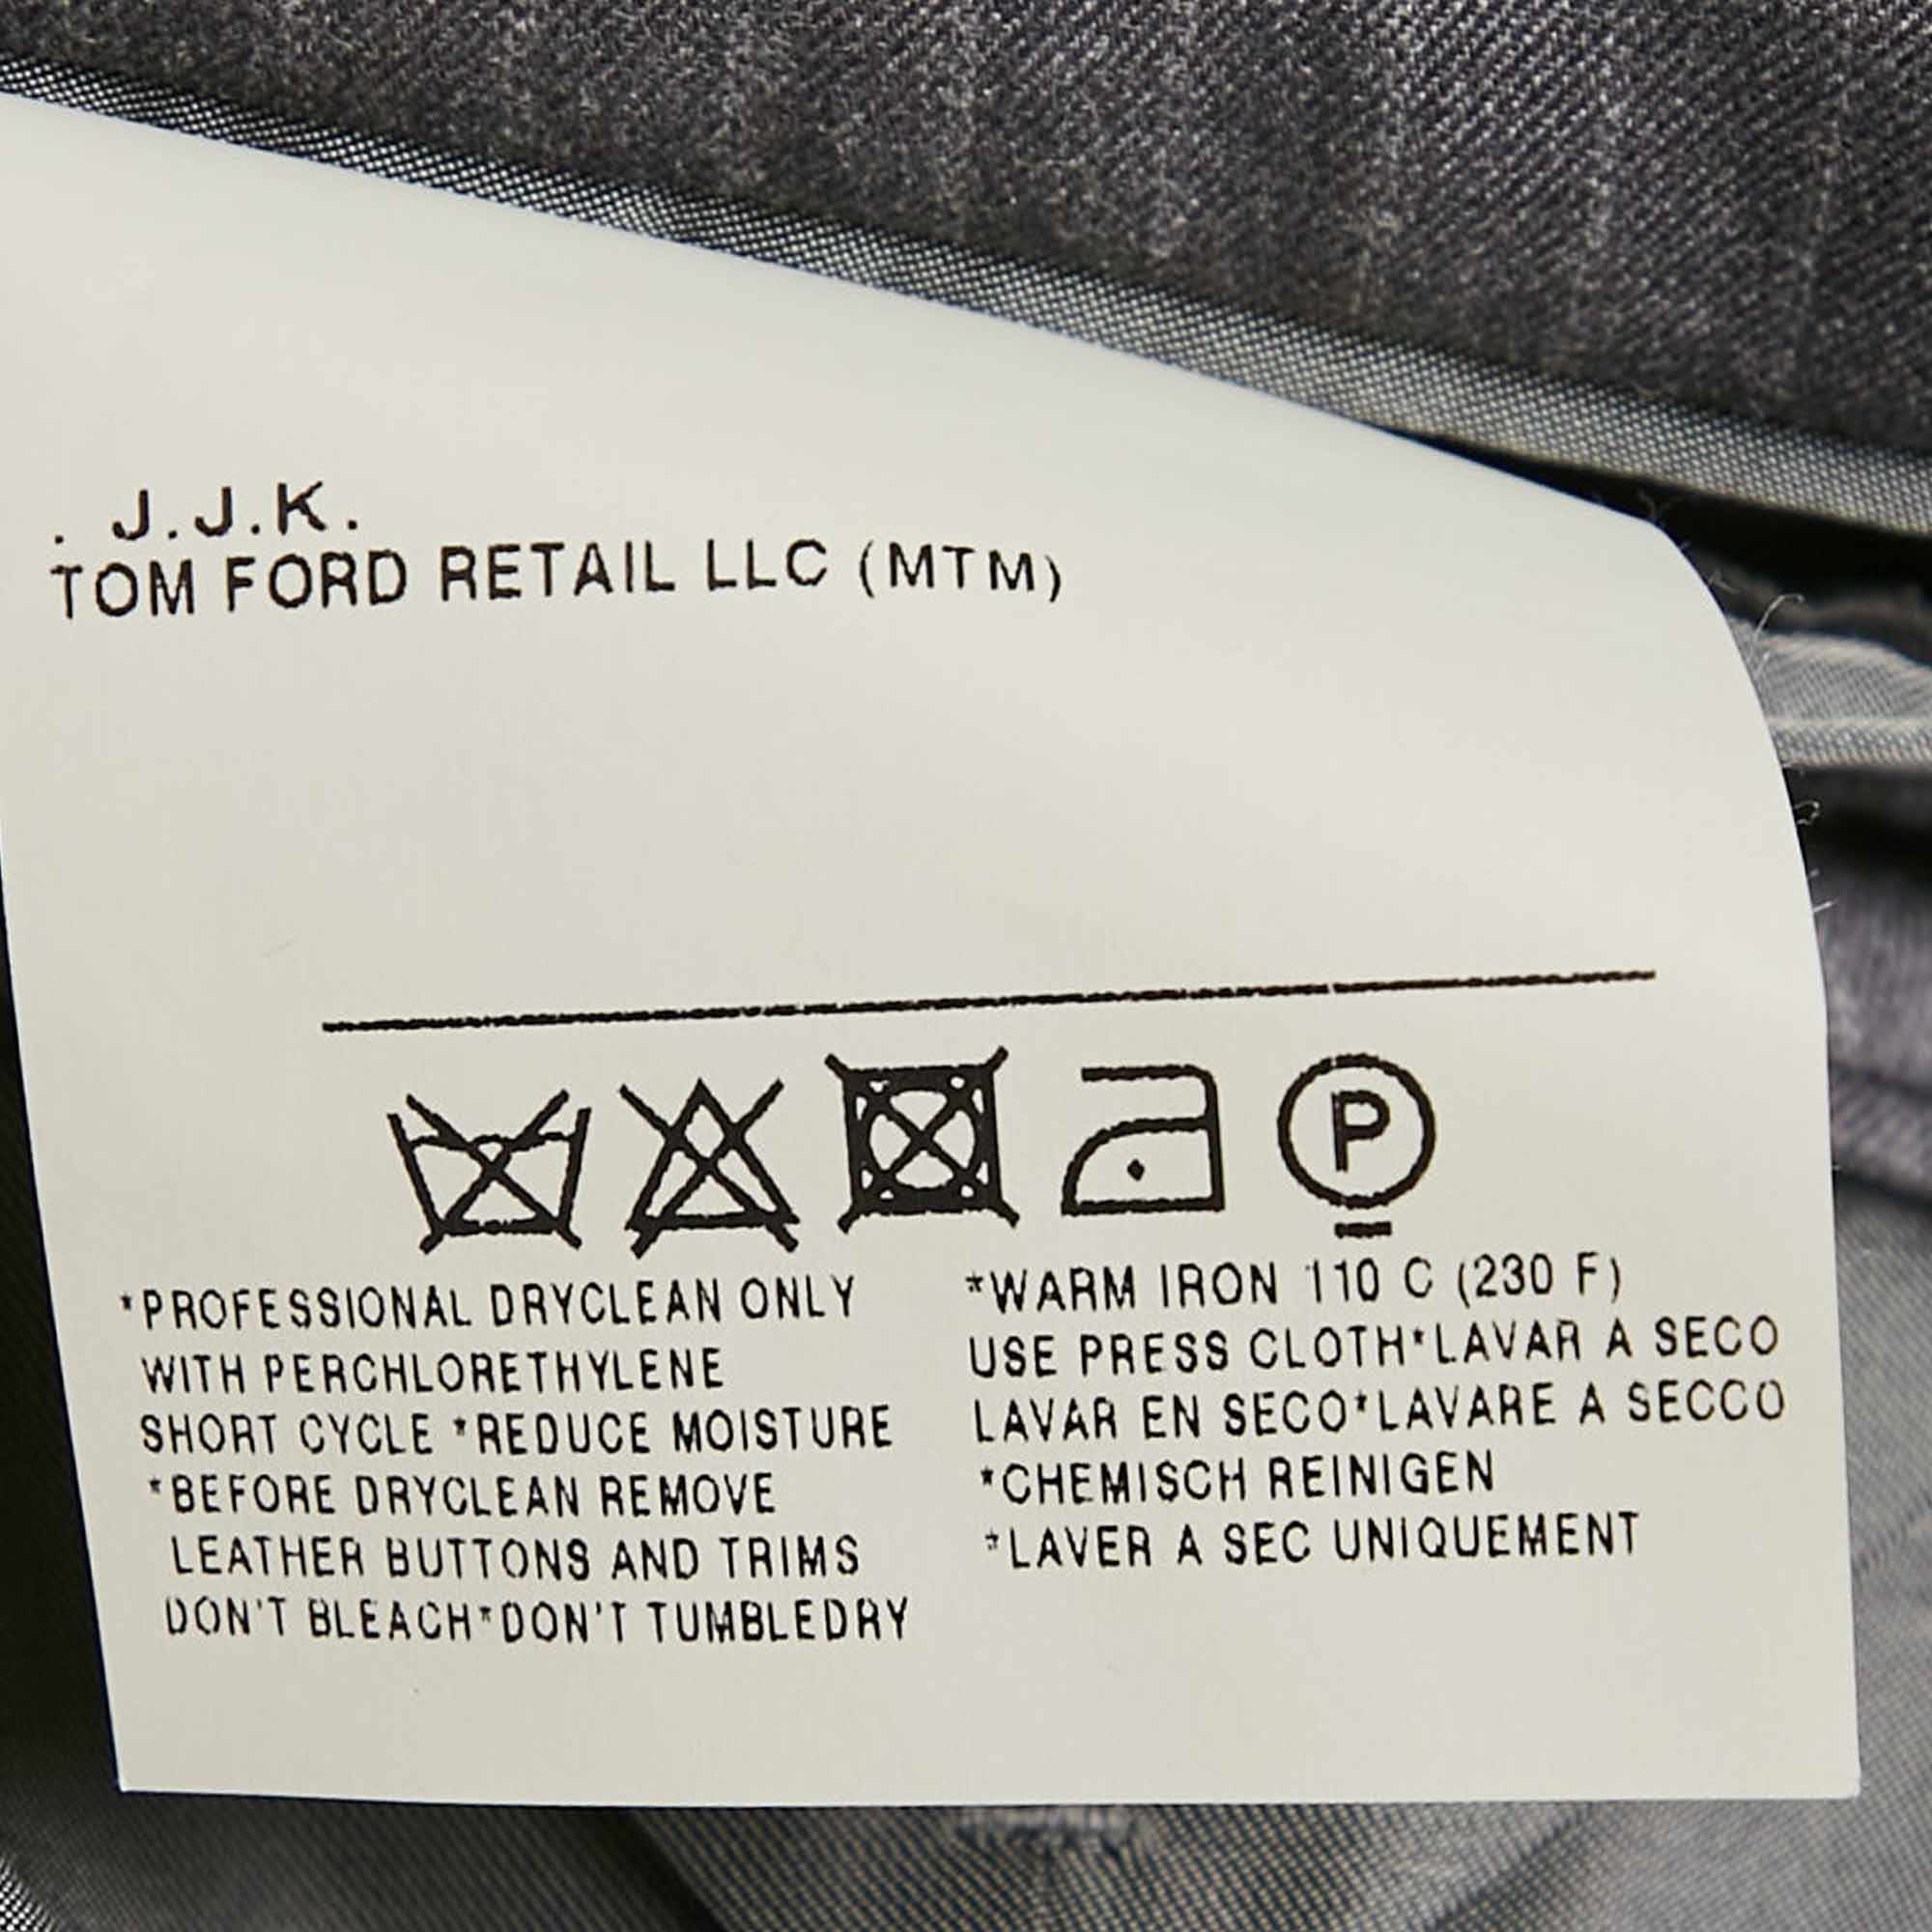 . J.J.K.
TOM FORD RETAIL LLC (MTM)
P
*PROFESSIONAL DRYCLEAN ONLY
WITH PERCHLORETHYLENE
SHORT CYCLE *REDUCE MOISTURE
*BEFORE DRYCLEAN REMOVE
LEATHER BUTTONS AND TRIMS
DON'T BLEACH*DON'T TUMBLEDRY
*WARM IRON 110 C (230 F)
USE PRESS CLOTH*LAVAR A SECO
LAVAR EN SECO*LAVARE A SECCO
*CHEMISCH REINIGEN
*LAVER A SEC UNIQUEMENT